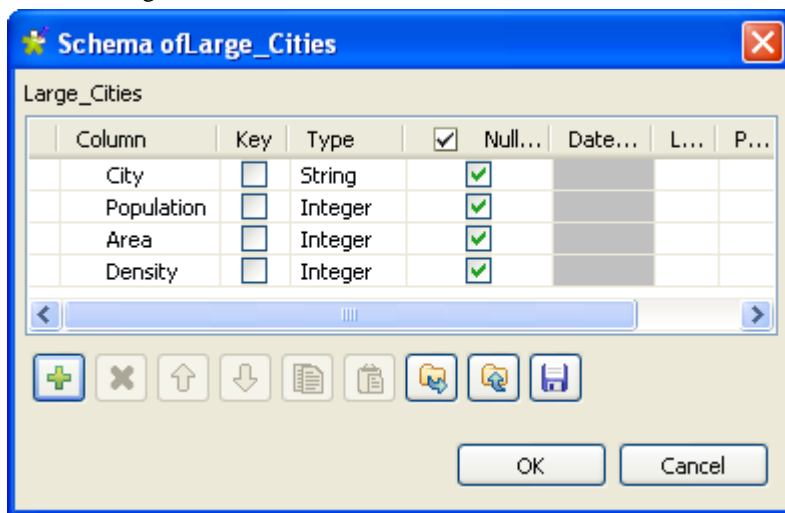 Schema ofLarge_Cities
Large_Cities
Column Key Type Null... Date... L... P...
City String
Population Integer
Area Integer
Density Integer
OK Cancel